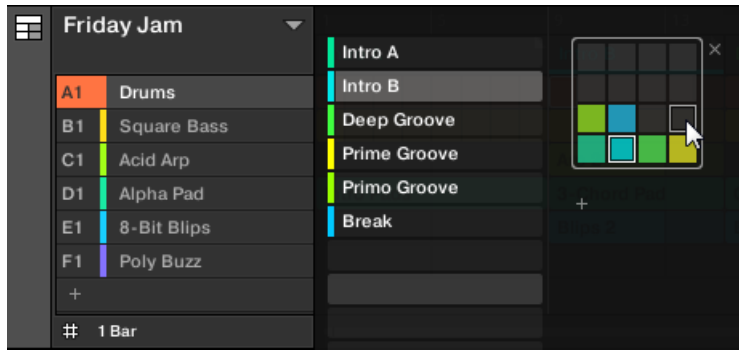 Friday Jam
A1 Drums
B1 Square Bass
C1 Acid Arp
D1 Alpha Pad
E1 8-Bit Blips
F1 Poly Buzz
+
1 Bar
Intro A
Intro B
Deep Groove
Prime Groove
Primo Groove
Break
×
+